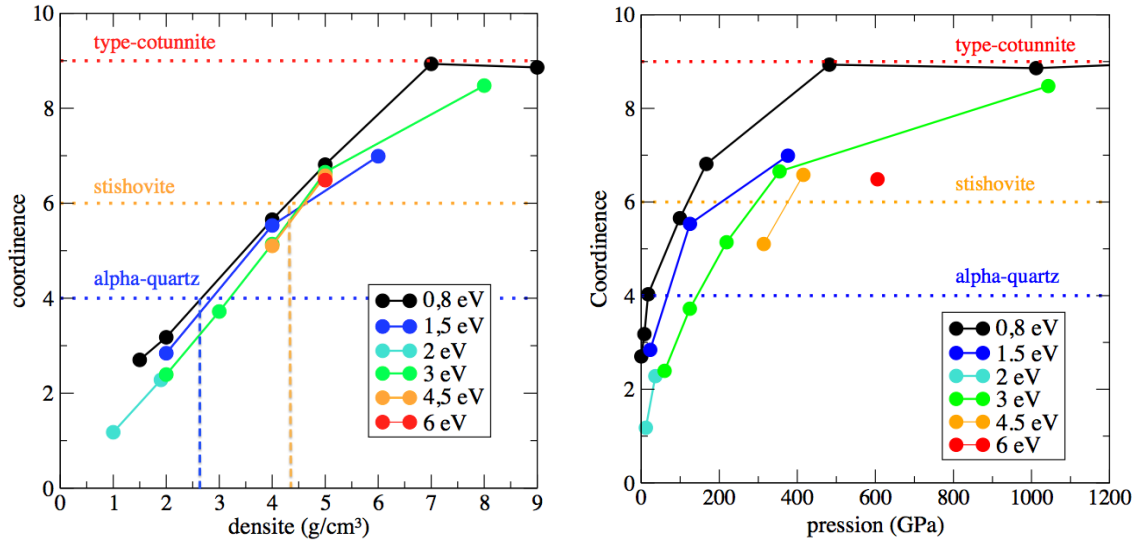 type-cotunnite
stishovite
alpha-quartz
coordinence
10
8
6
4
2
0
0 1 2 3 4 5 6 7 8 9
densite (g/cm³)
0,8 eV
1,5 eV
2 eV
3 eV
4,5 eV
6 eV
type-cotunnite
stishovite
alpha-quartz
Coordinence
10
8
6
4
2
0
0 200 400 600 800 1000 1200
pression (GPa)
0,8 eV
1.5 eV
2 eV
3 eV
4.5 eV
6 eV